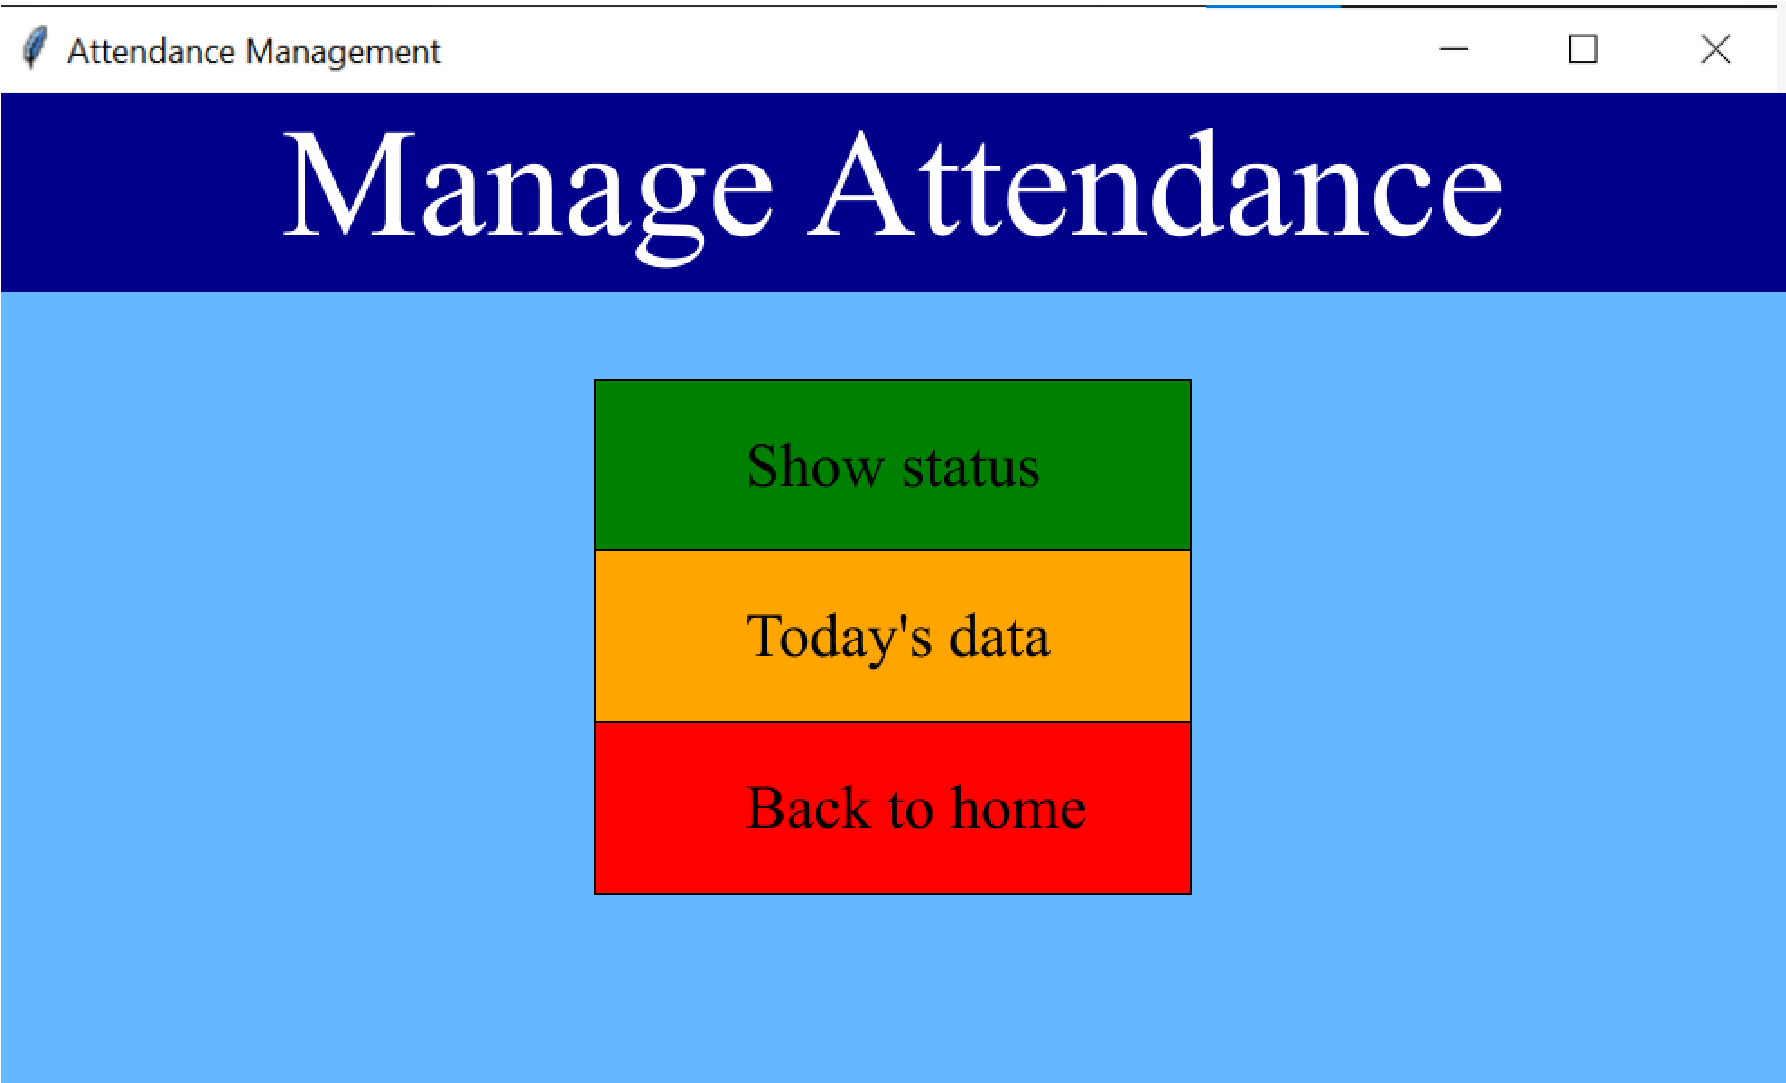 Attendance Management
Manage Attendance
Show status
Today's data
Back to home